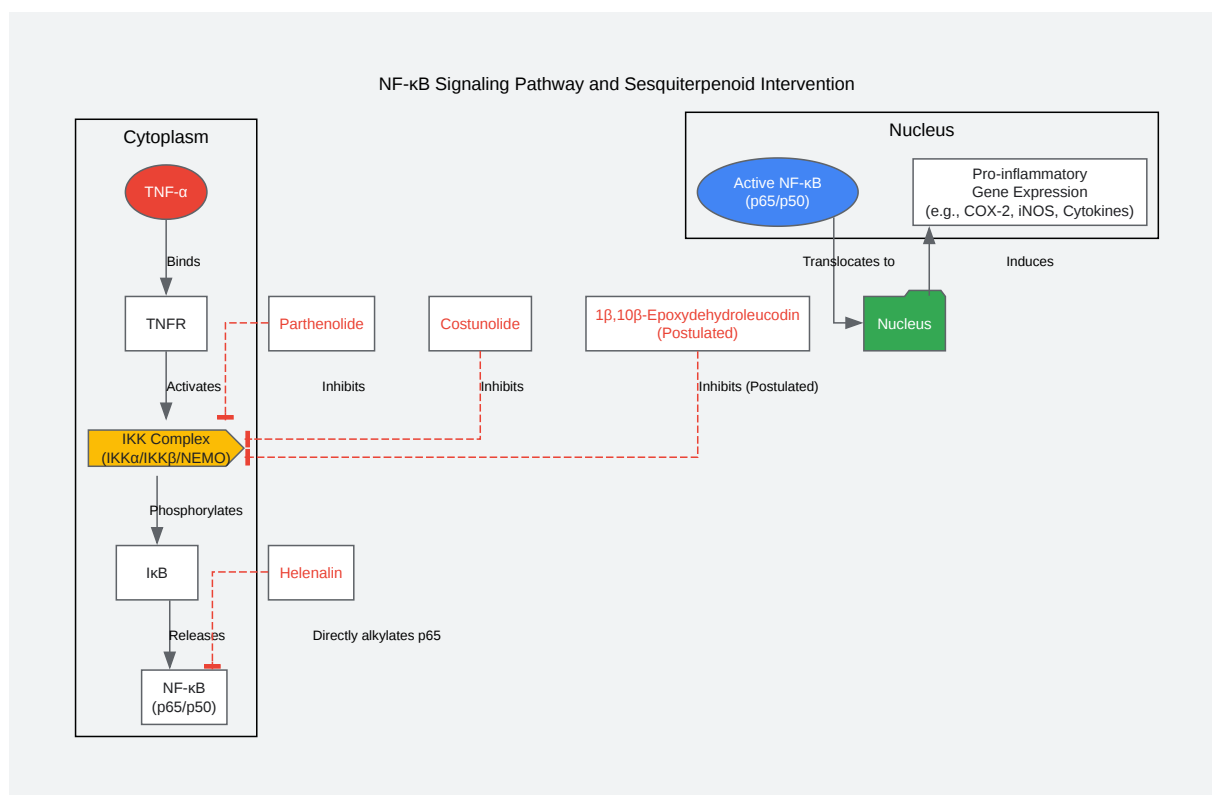 NF-κB Signaling Pathway and Sesquiterpenoid Intervention
Cytoplasm
TNF-α
Binds
TNFR
Activates
IKK Complex
(IKKα/IKKβ/NEMO)
Phosphorylates
IκB
Releases
NF-κB
(p65/p50)
Parthenolide
Inhibits
Costunolide
Inhibits
1β,10β-Epoxydehydroleucodin
(Postulated)
Inhibits (Postulated)
Helenalin
Directly alkylates p65
Nucleus
Active NF-κB
(p65/p50)
Pro-inflammatory
Gene Expression
(e.g., COX-2, iNOS, Cytokines)
Translocates to
Induces
Nucleus